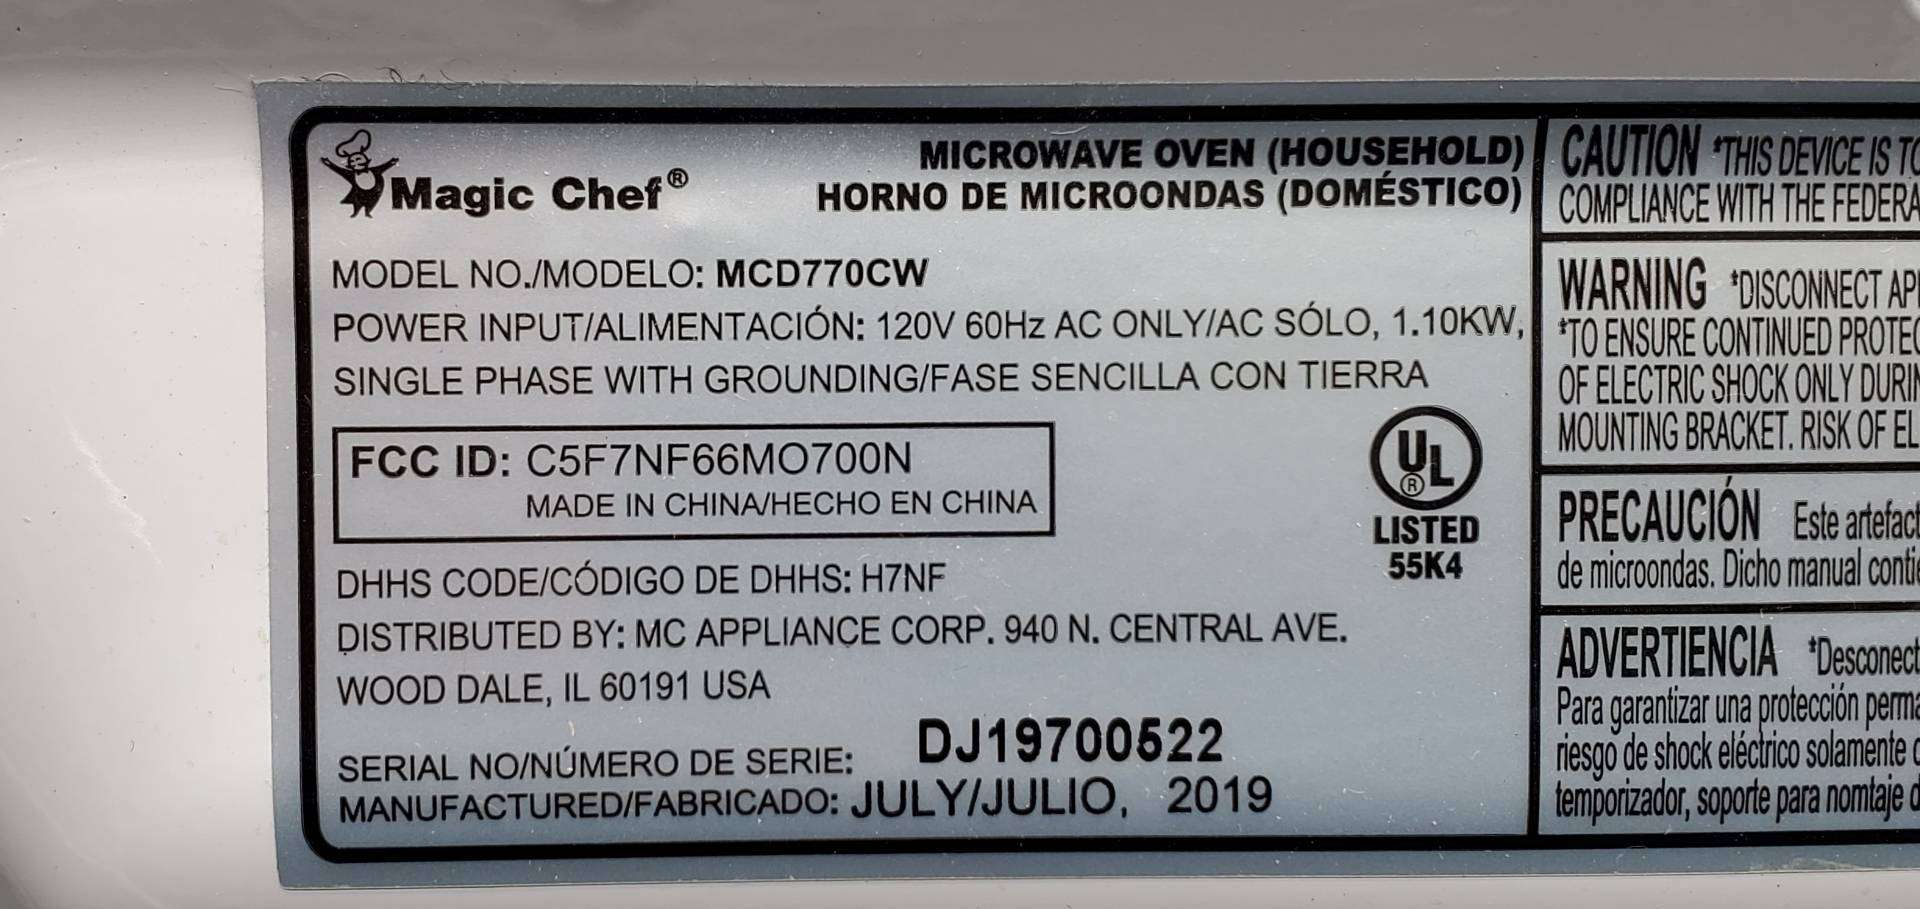 Magic Chef®
MICROWAVE OVEN (HOUSEHOLD)
HORNO DE MICROONDAS (DOMÉSTICO)
MODEL NO./MODELO: MCD770CW
POWER INPUT/ALIMENTACIÓN: 120V 60Hz AC ONLY/AC SÓLO, 1.10KW,
SINGLE PHASE WITH GROUNDING/FASE SENCILLA CON TIERRA
FCC ID: C5F7NF66MO700N
MADE IN CHINA/HECHO EN CHINA
UL
®
LISTED
55K4
DHHS CODE/CÓDIGO DE DHHS: H7NF
DISTRIBUTED BY: MC APPLIANCE CORP. 940 N. CENTRAL AVE.
WOOD DALE, IL 60191 USA
SERIAL NO/NÚMERO DE SERIE: DJ19700522
MANUFACTURED/FABRICADO: JULY/JULIO, 2019
CAUTION *THIS DEVICE IS
COMPLIANCE WITH THE
WARNING *DISCONNECT
*TO ENSURE CONTINUED
OF ELECTRIC SHOCK ONLY
MOUNTING BRACKET. RISK OF
PRECAUCIÓN Este
de microondas. Dicho manual
ADVERTIENCIA
Para garantizar una protección
riesgo de shock eléctrico solamente
temporizador, soporte para nomtaje